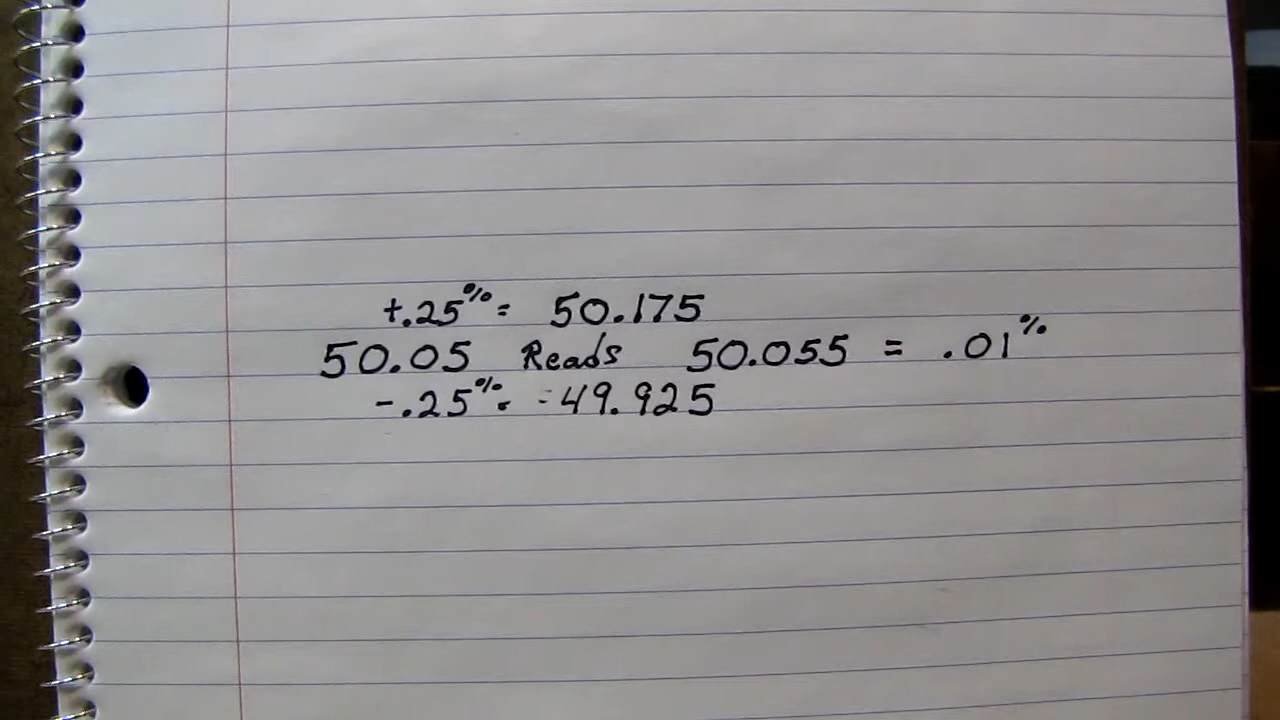 +.25% = 50.175
50.05 Reads 50.055 = .01%
-.25% = -49.925